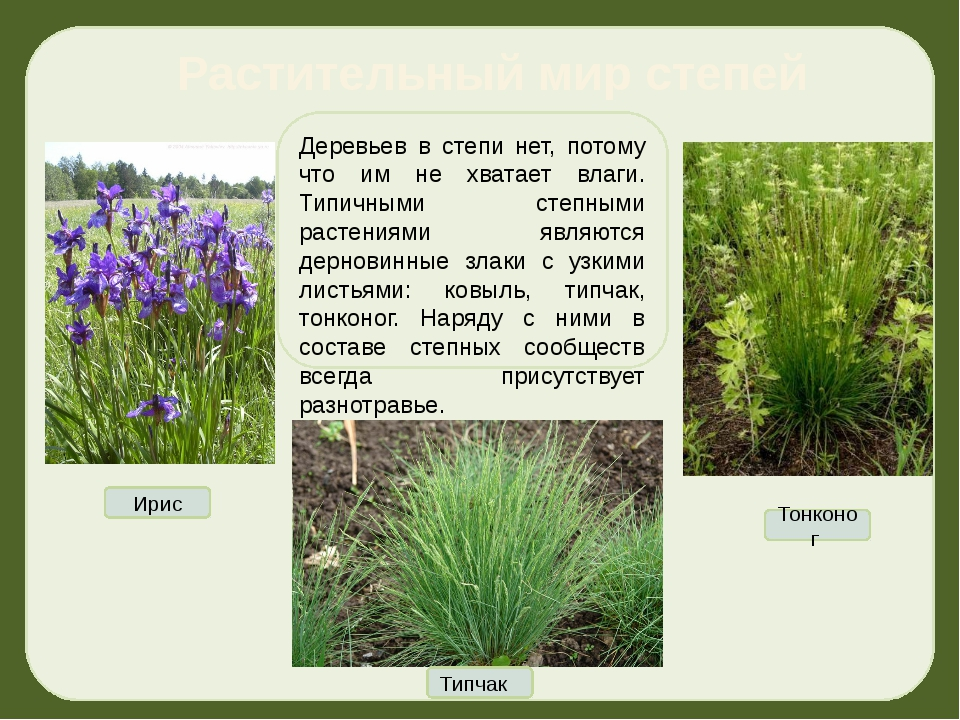 Растительный мир степей
Деревьев в степи нет, потому
что им не хватает влаги.
Типичными степными
растениями являются
дерновинные злаки с узкими
листьями: ковыль, типчак,
тонконог. Наряду с ними в
составе степных сообществ
всегда присутствует
разнотравье.
Ирис
Тонконо
г
Типчак